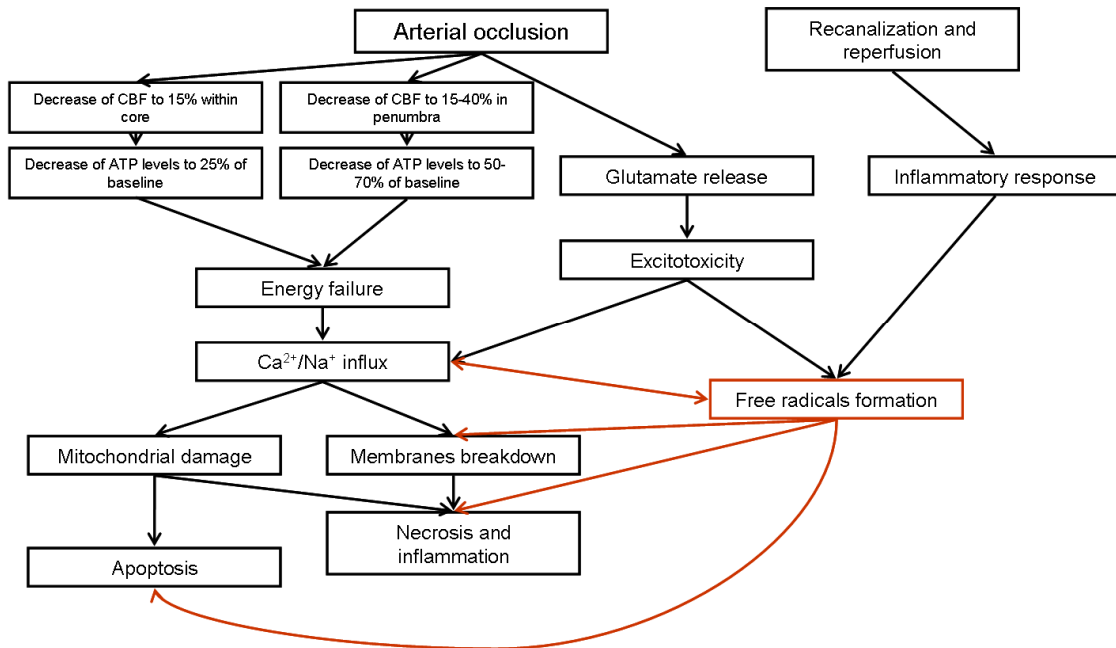 Arterial occlusion
Recanalization and
reperfusion
Decrease of CBF to 15% within
core
Decrease of CBF to 15-40% in
penumbra
Decrease of ATP levels to 25% of
baseline
Decrease of ATP levels to 50-
70% of baseline
Glutamate release
Inflammatory response
Excitotoxicity
Energy failure
Ca²⁺/Na⁺ influx
Free radicals formation
Mitochondrial damage
Membranes breakdown
Necrosis and
inflammation
Apoptosis